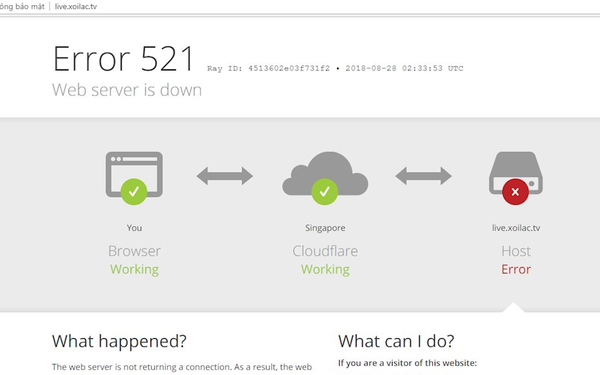 ông bảo mật | live.xoilac.tv
Error 521 Ray ID: 4513602e03f731f2 • 2018-08-28 02:33:53 UTC
Web server is down
You
Browser
Working
Singapore
Cloudflare
Working
live.xoilac.tv
Host
Error
What happened?
The web server is not returning a connection. As a result, the web
What can I do?
If you are a visitor of this website: